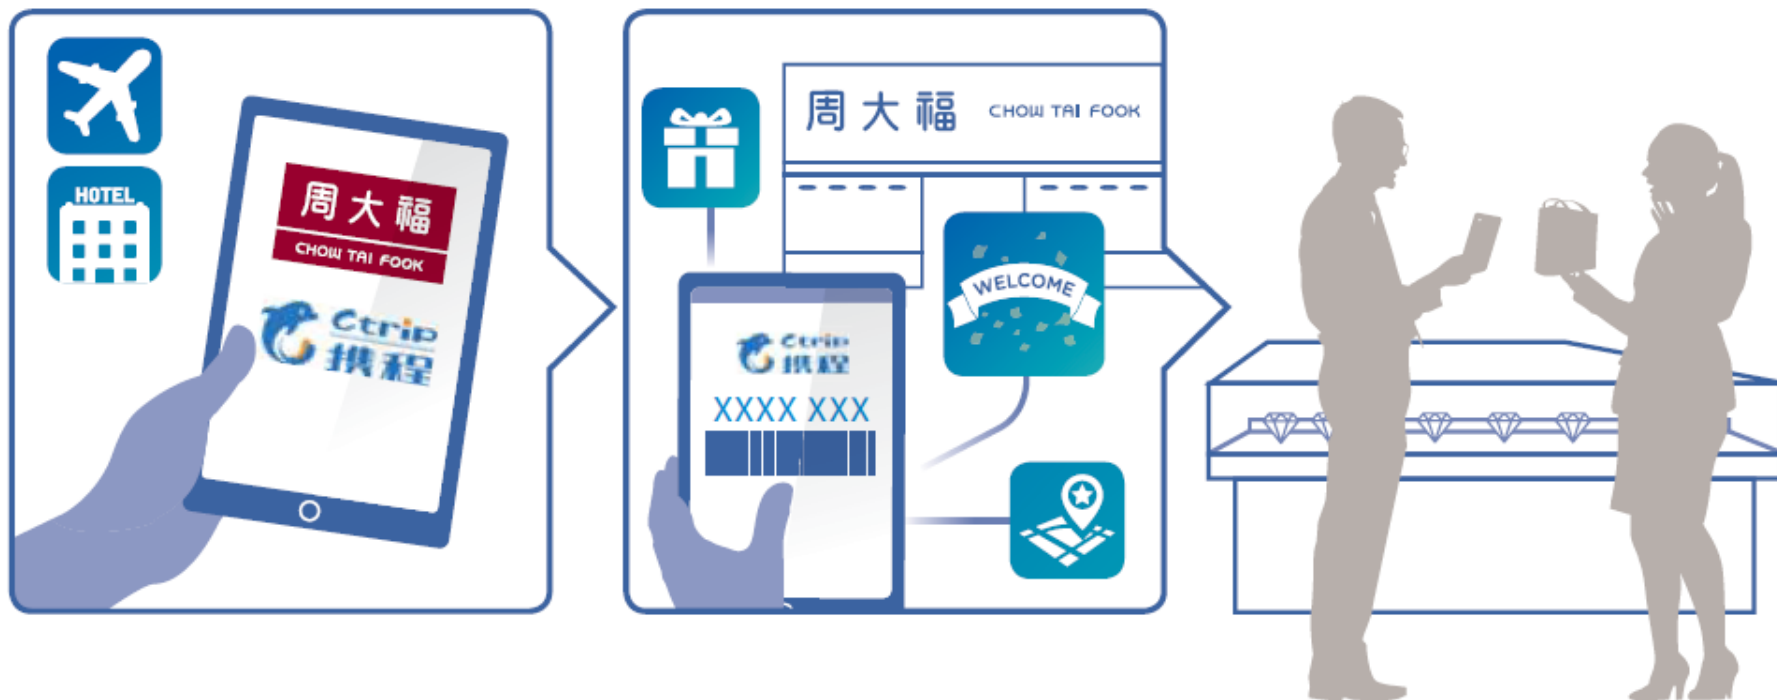 HOTEL
周大福
CHOW TAI FOOK
Ctrip
携程
周大福 CHOW TAI FOOK
WELCOME
Ctrip
携程
XXXX XXX